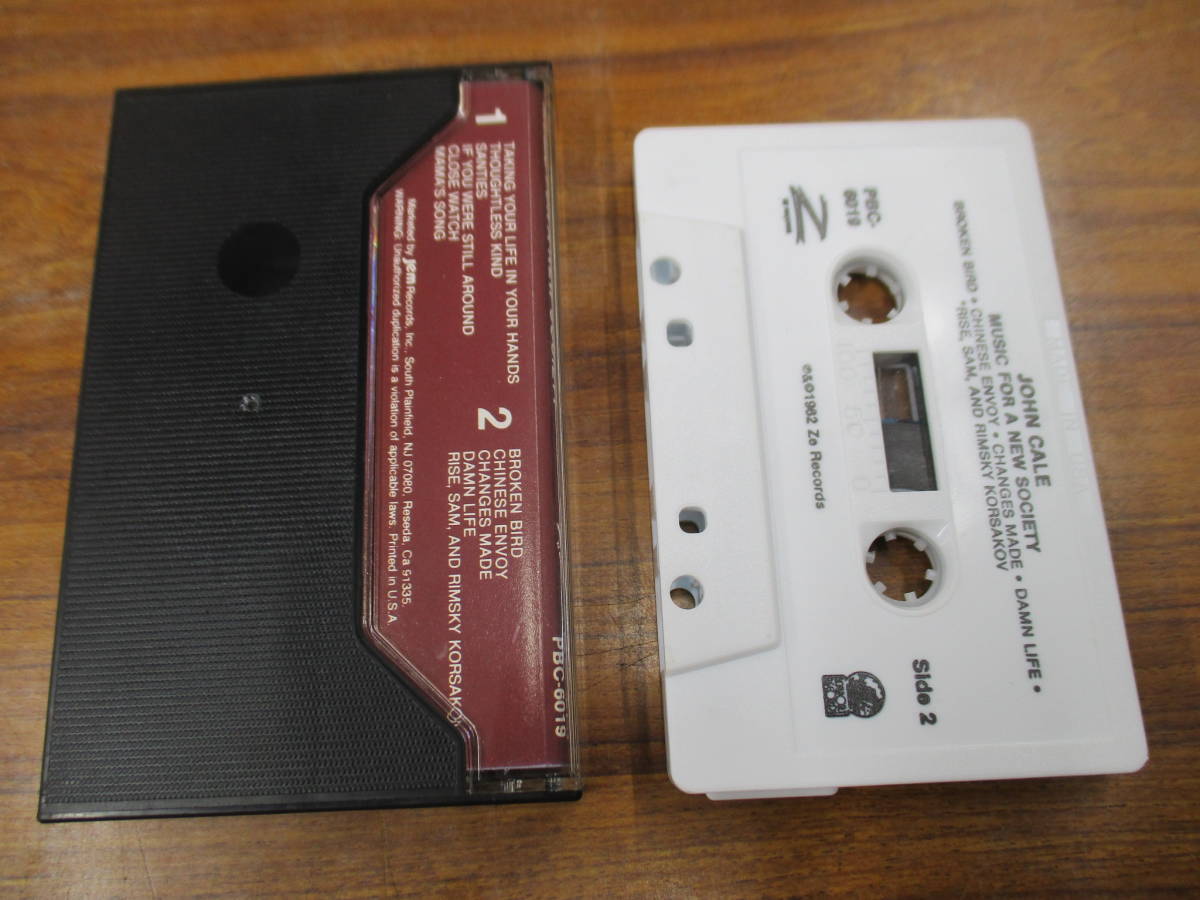 1
TAKING YOUR LIFE IN YOUR HANDS
THOUGHTLESS KIND
SANTIES
IF YOU WERE STILL AROUND
CLOSE WATCH
MAMA'S SONG
2
BROKEN BIRD
CHINESE ENVOY
CHANGES MADE
DAMN LIFE
RISE, SAM, AND RIMSKY KORSAKOV
Marketed by jem Records, Inc., South Plainfield, NJ 07080, Reseda, Ca 91335.
WARNING: Unauthorized duplication is a violation of applicable laws. Printed in U.S.A.
PBC-6019
JOHN CALE
MUSIC FOR A NEW SOCIETY
BROKEN BIRD • CHINESE ENVOY • CHANGES MADE • DAMN LIFE •
•RISE, SAM, AND RIMSKY KORSAKOV
PBC-
6019
Side 2
℗&©1982 Ze Records